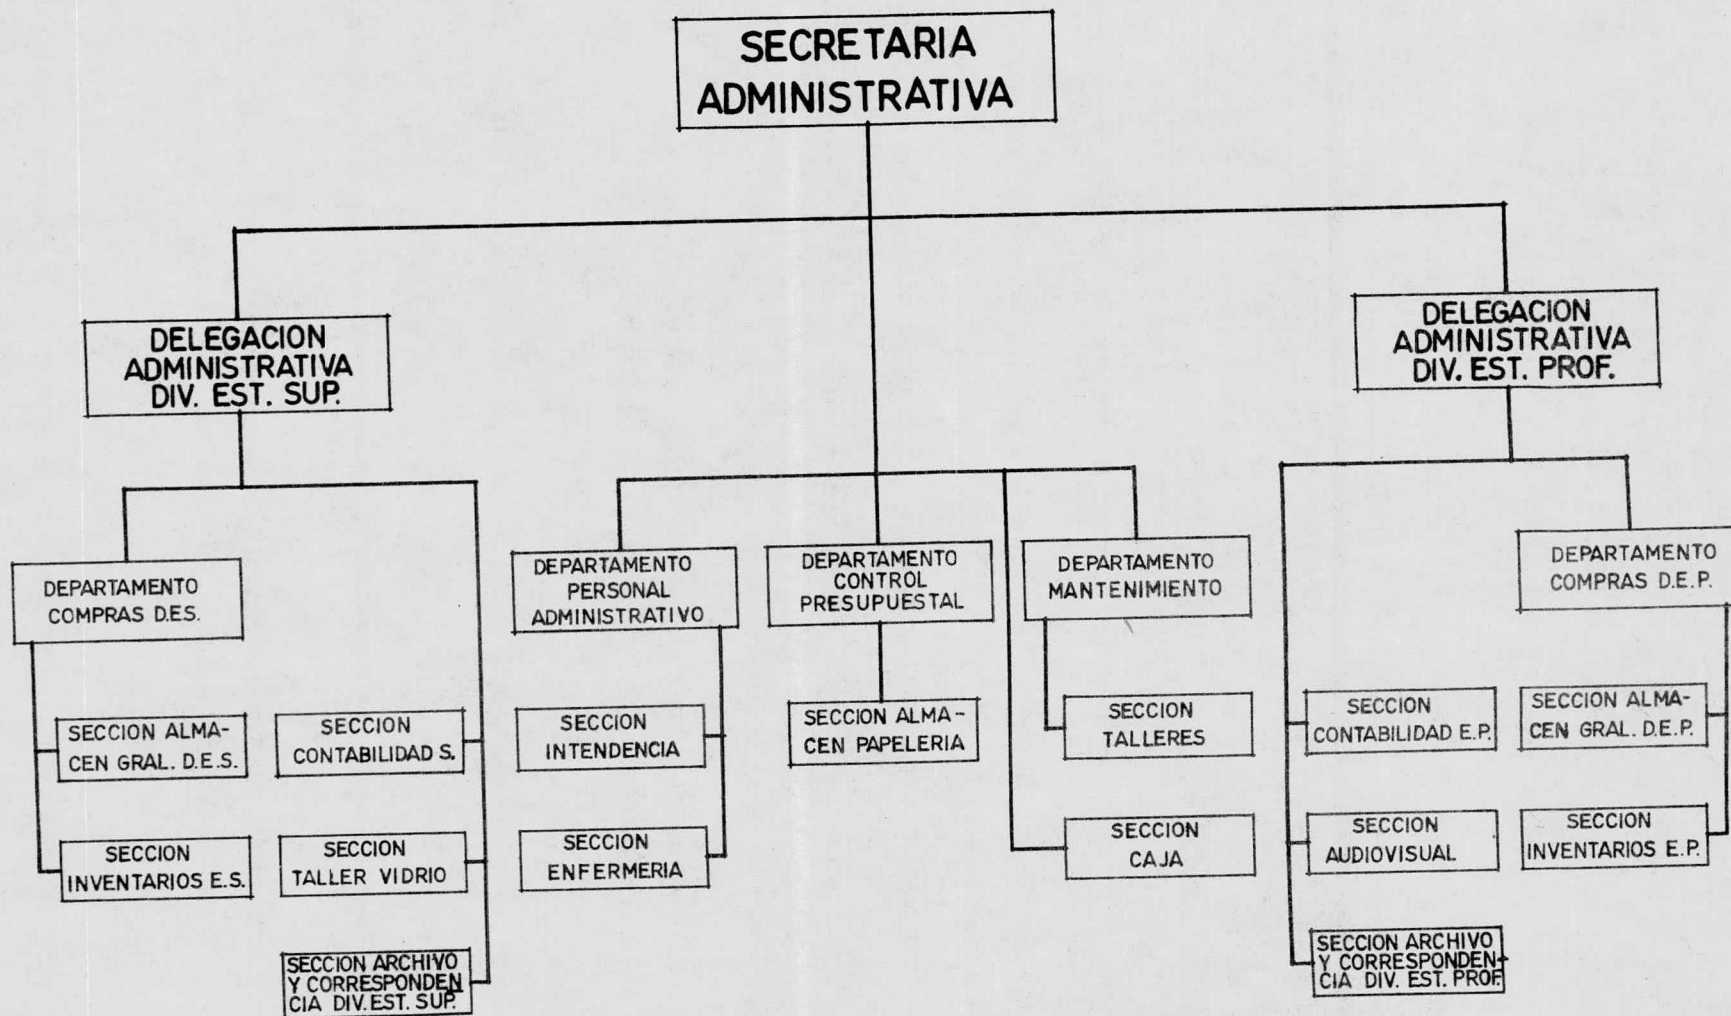 SECRETARIA
ADMINISTRATIVA
DELEGACION
ADMINISTRATIVA
DIV. EST. SUP.
DELEGACION
ADMINISTRATIVA
DIV. EST. PROF.
DEPARTAMENTO
COMPRAS D.ES.
DEPARTAMENTO
PERSONAL
ADMINISTRATIVO
DEPARTAMENTO
CONTROL
PRESUPUESTAL
DEPARTAMENTO
MANTENIMIENTO
DEPARTAMENTO
COMPRAS D.E.P.
SECCION ALMA-
CEN GRAL. D.E.S.
SECCION
CONTABILIDAD S.
SECCION
INTENDENCIA
SECCION ALMA-
CEN PAPELERIA
SECCION
TALLERES
SECCION
CONTABILIDAD E.P.
SECCION ALMA-
CEN GRAL. D.E.P.
SECCION
INVENTARIOS E.S.
SECCION
TALLER VIDRIO
SECCION
ENFERMERIA
SECCION
CAJA
SECCION
AUDIOVISUAL
SECCION
INVENTARIOS E.P.
SECCION ARCHIVO
Y CORRESPONDEN
CIA DIV. EST. SUP.
SECCION ARCHIVO
Y CORRESPONDEN-
CIA DIV. EST. PROF.